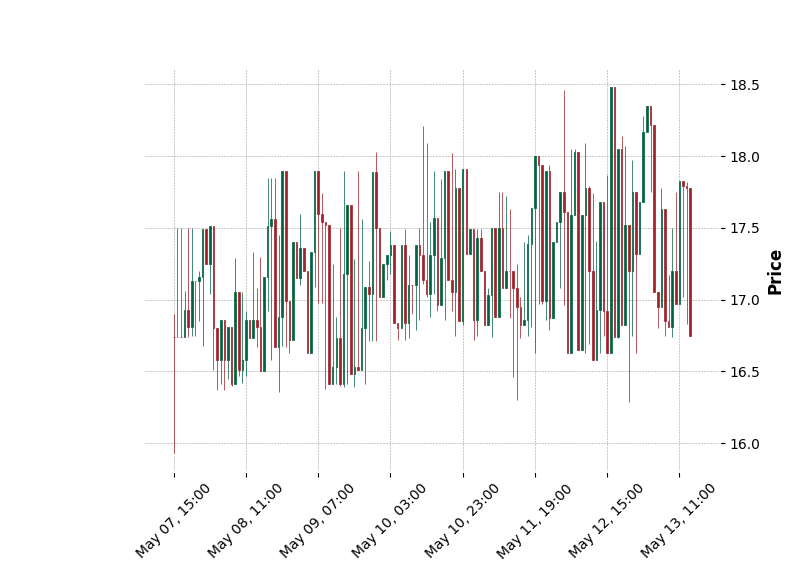 18.5
18.0
17.5
17.0
16.5
16.0
Price
May 07, 15:00
May 08, 11:00
May 09, 07:00
May 10, 03:00
May 10, 23:00
May 11, 19:00
May 12, 15:00
May 13, 11:00